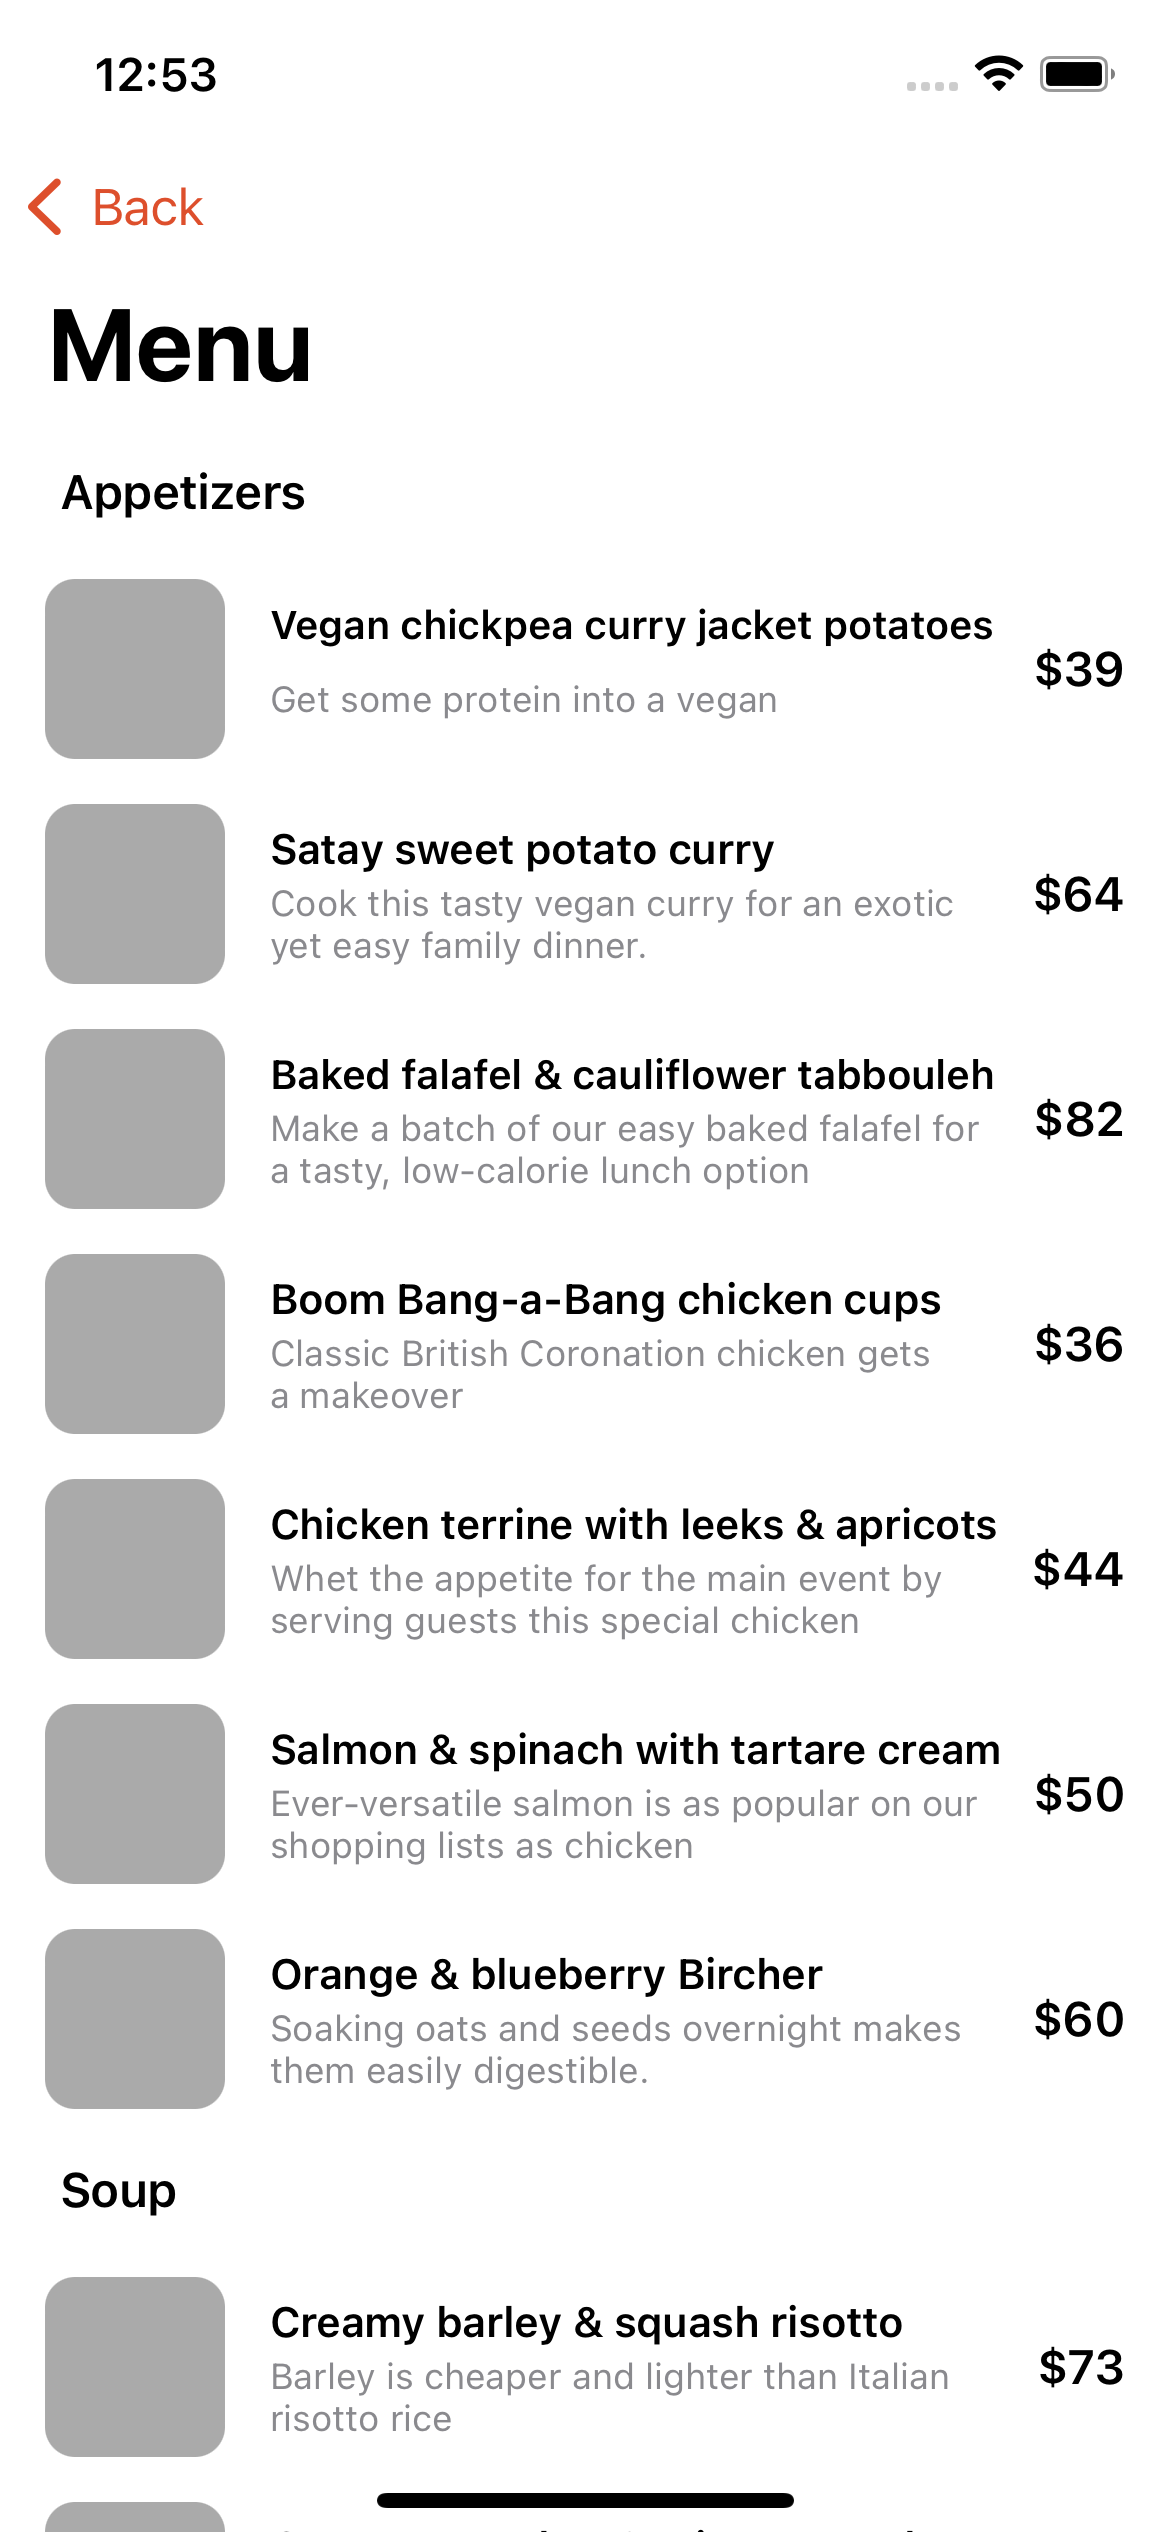 12:53
Back
Menu
Appetizers
Vegan chickpea curry jacket potatoes
Get some protein into a vegan
$39
Satay sweet potato curry
Cook this tasty vegan curry for an exotic
yet easy family dinner.
$64
Baked falafel & cauliflower tabbouleh
Make a batch of our easy baked falafel for
a tasty, low-calorie lunch option
$82
Boom Bang-a-Bang chicken cups
Classic British Coronation chicken gets
a makeover
$36
Chicken terrine with leeks & apricots
Whet the appetite for the main event by
serving guests this special chicken
$44
Salmon & spinach with tartare cream
Ever-versatile salmon is as popular on our
shopping lists as chicken
$50
Orange & blueberry Bircher
Soaking oats and seeds overnight makes
them easily digestible.
$60
Soup
Creamy barley & squash risotto
Barley is cheaper and lighter than Italian
risotto rice
$73